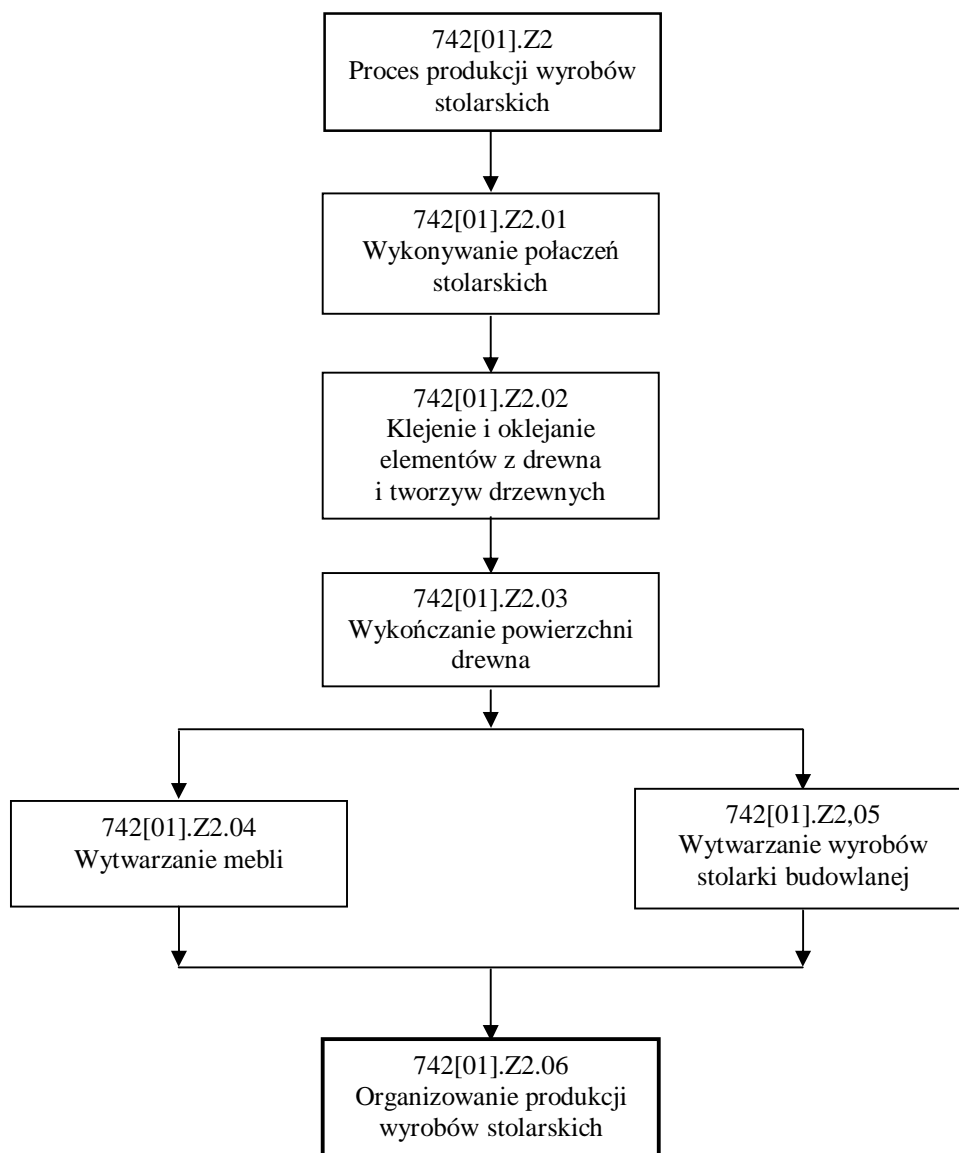 742[01].Z2
Proces produkcji wyrobów
stolarskich
742[01].Z2.01
Wykonywanie połaczeń
stolarskich
742[01].Z2.02
Klejenie i oklejanie
elementów z drewna
i tworzyw drzewnych
742[01].Z2.03
Wykończanie powierzchni
drewna
742[01].Z2.04
Wytwarzanie mebli
742[01].Z2,05
Wytwarzanie wyrobów
stolarki budowlanej
742[01].Z2.06
Organizowanie produkcji
wyrobów stolarskich